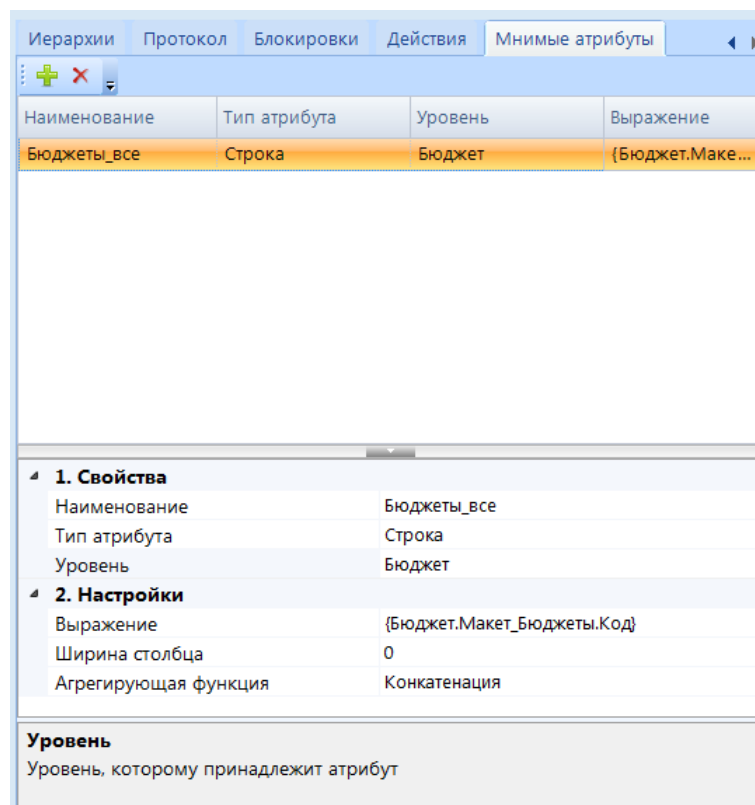 Иерархии Протокол Блокировки Действия Мнимые атрибуты
Наименование Тип атрибута Уровень Выражение
Бюджеты_все Строка Бюджет {Бюджет.Маке...
1. Свойства
Наименование Бюджеты_все
Тип атрибута Строка
Уровень Бюджет
2. Настройки
Выражение {Бюджет.Макет_Бюджеты.Код}
Ширина столбца 0
Агрегирующая функция Конкатенация
Уровень
Уровень, которому принадлежит атрибут